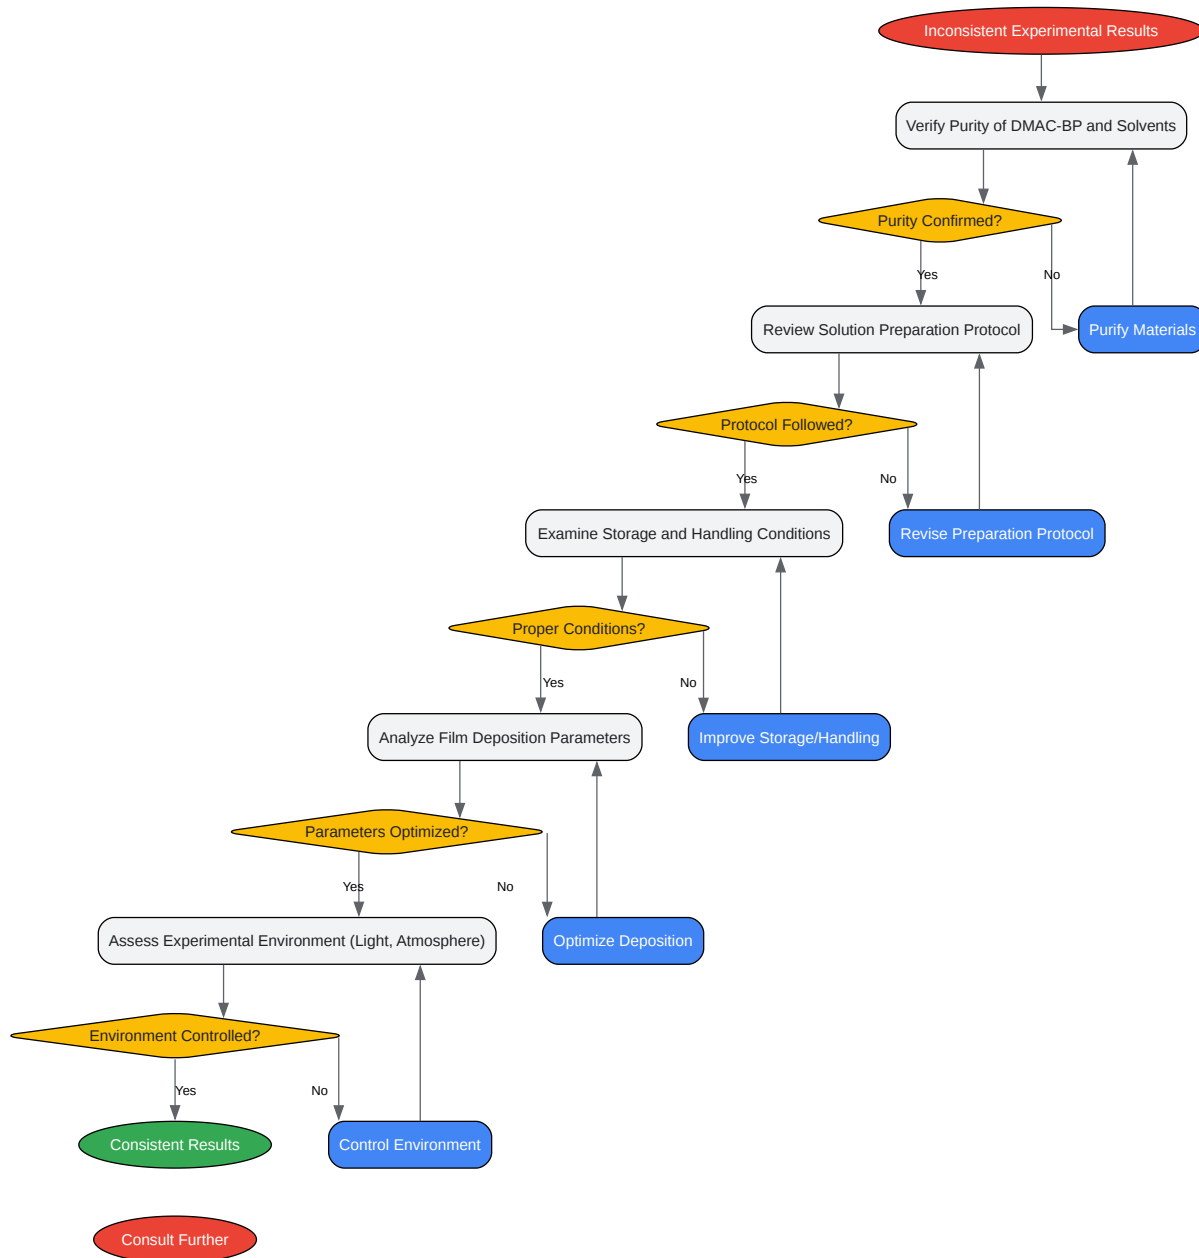 Inconsistent Experimental Results
Verify Purity of DMAC-BP and Solvents
Purity Confirmed?
Yes
No
Review Solution Preparation Protocol
Purify Materials
Protocol Followed?
Yes
No
Examine Storage and Handling Conditions
Revise Preparation Protocol
Proper Conditions?
Yes
No
Analyze Film Deposition Parameters
Improve Storage/Handling
Parameters Optimized?
Yes
No
Assess Experimental Environment (Light, Atmosphere)
Optimize Deposition
Environment Controlled?
Yes
No
Consistent Results
Control Environment
Consult Further